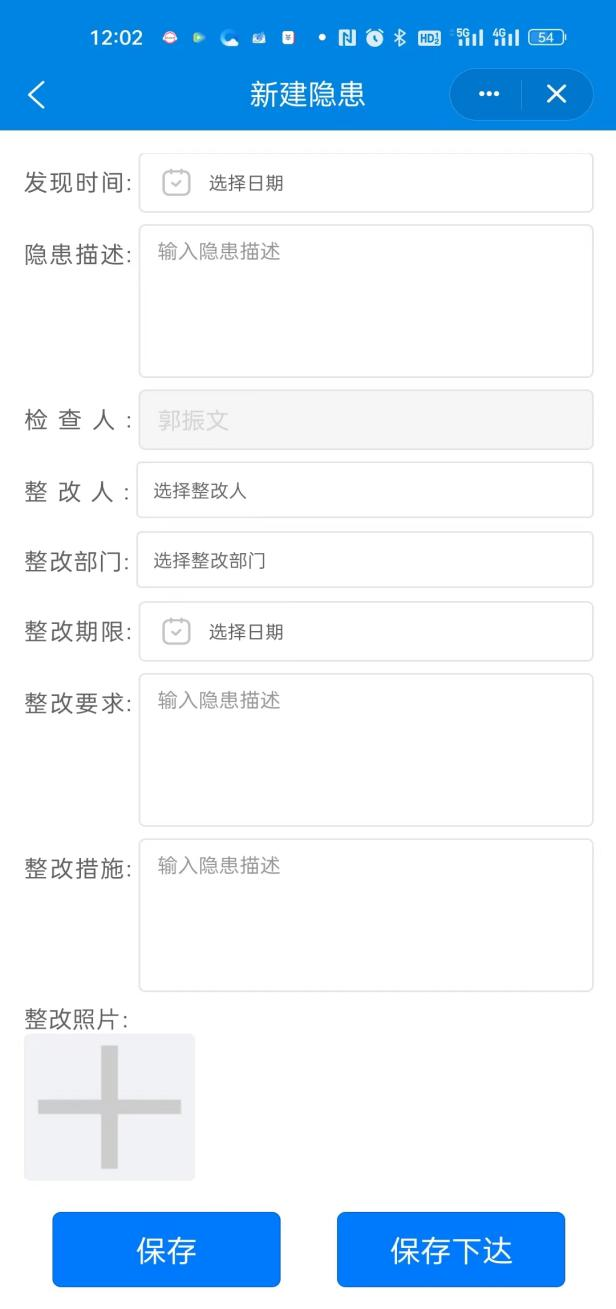 12:02 HD2 5G 4G 54
新建隐患
发现时间: 选择日期
隐患描述: 输入隐患描述
检查人: 郭振文
整改人: 选择整改人
整改部门: 选择整改部门
整改期限: 选择日期
整改要求: 输入隐患描述
整改措施: 输入隐患描述
整改照片:
保存 保存下达